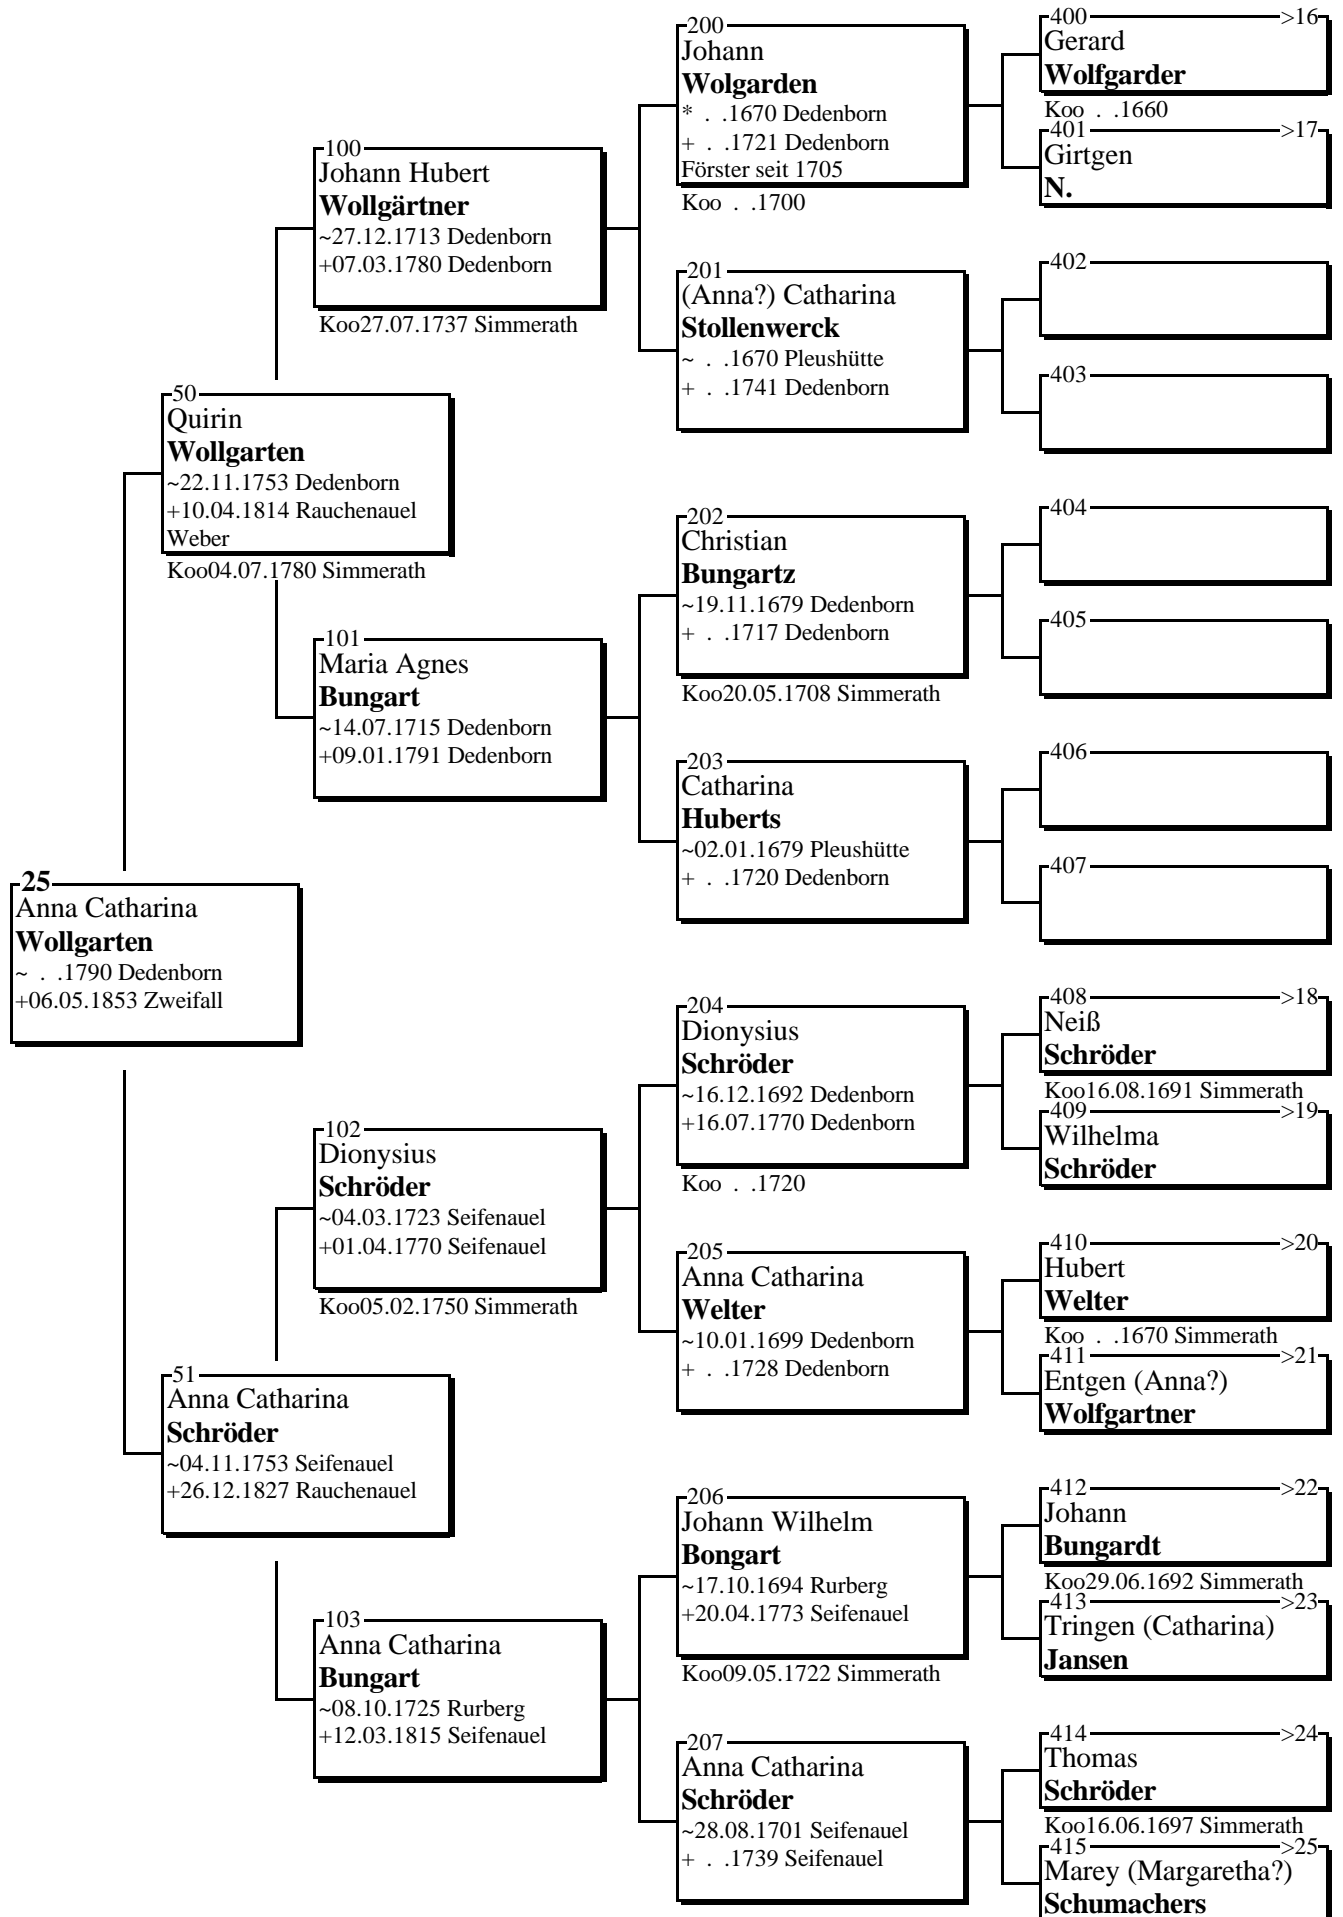 25
Anna Catharina
Wollgarten
~ . .1790 Dedenborn
+06.05.1853 Zweifall
50
Quirin
Wollgarten
~22.11.1753 Dedenborn
+10.04.1814 Rauchenauel
Weber
Koo04.07.1780 Simmerath
51
Anna Catharina
Schröder
~04.11.1753 Seifenauel
+26.12.1827 Rauchenauel
100
Johann Hubert
Wollgärtner
~27.12.1713 Dedenborn
+07.03.1780 Dedenborn
Koo27.07.1737 Simmerath
101
Maria Agnes
Bungart
~14.07.1715 Dedenborn
+09.01.1791 Dedenborn
102
Dionysius
Schröder
~04.03.1723 Seifenauel
+01.04.1770 Seifenauel
Koo05.02.1750 Simmerath
103
Anna Catharina
Bungart
~08.10.1725 Rurberg
+12.03.1815 Seifenauel
200
Johann
Wolgarden
* . .1670 Dedenborn
+ . .1721 Dedenborn
Förster seit 1705
Koo . .1700
201
(Anna?) Catharina
Stollenwerck
~ . .1670 Pleushütte
+ . .1741 Dedenborn
202
Christian
Bungartz
~19.11.1679 Dedenborn
+ . .1717 Dedenborn
Koo20.05.1708 Simmerath
203
Catharina
Huberts
~02.01.1679 Pleushütte
+ . .1720 Dedenborn
204
Dionysius
Schröder
~16.12.1692 Dedenborn
+16.07.1770 Dedenborn
Koo . .1720
205
Anna Catharina
Welter
~10.01.1699 Dedenborn
+ . .1728 Dedenborn
206
Johann Wilhelm
Bongart
~17.10.1694 Rurberg
+20.04.1773 Seifenauel
Koo09.05.1722 Simmerath
207
Anna Catharina
Schröder
~28.08.1701 Seifenauel
+ . .1739 Seifenauel
400 >16
Gerard
Wolfgarder
Koo . .1660
401 >17
Girtgen
N.
402
403
404
405
406
407
408 >18
Neiß
Schröder
Koo16.08.1691 Simmerath
409 >19
Wilhelma
Schröder
410 >20
Hubert
Welter
Koo . .1670 Simmerath
411 >21
Entgen (Anna?)
Wolfgartner
412 >22
Johann
Bungardt
Koo29.06.1692 Simmerath
413 >23
Tringen (Catharina)
Jansen
414 >24
Thomas
Schröder
Koo16.06.1697 Simmerath
415 >25
Marey (Margaretha?)
Schumachers